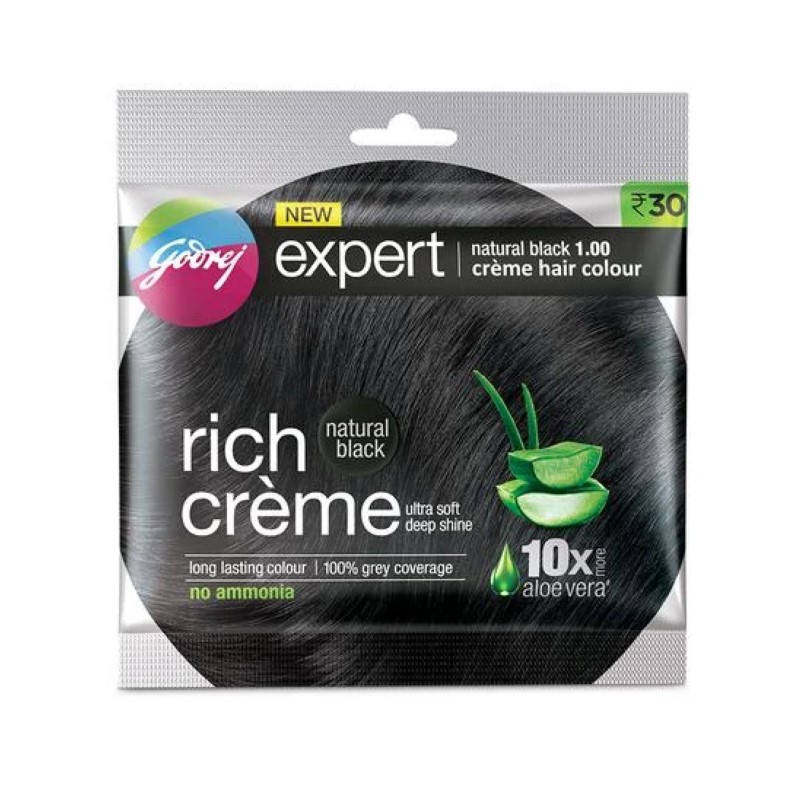 ₹30
NEW
Godrej
expert
natural black 1.00
crème hair colour
rich
crème
natural
black
ultra soft
deep shine
long lasting colour | 100% grey coverage
no ammonia
10x
more
aloe vera*